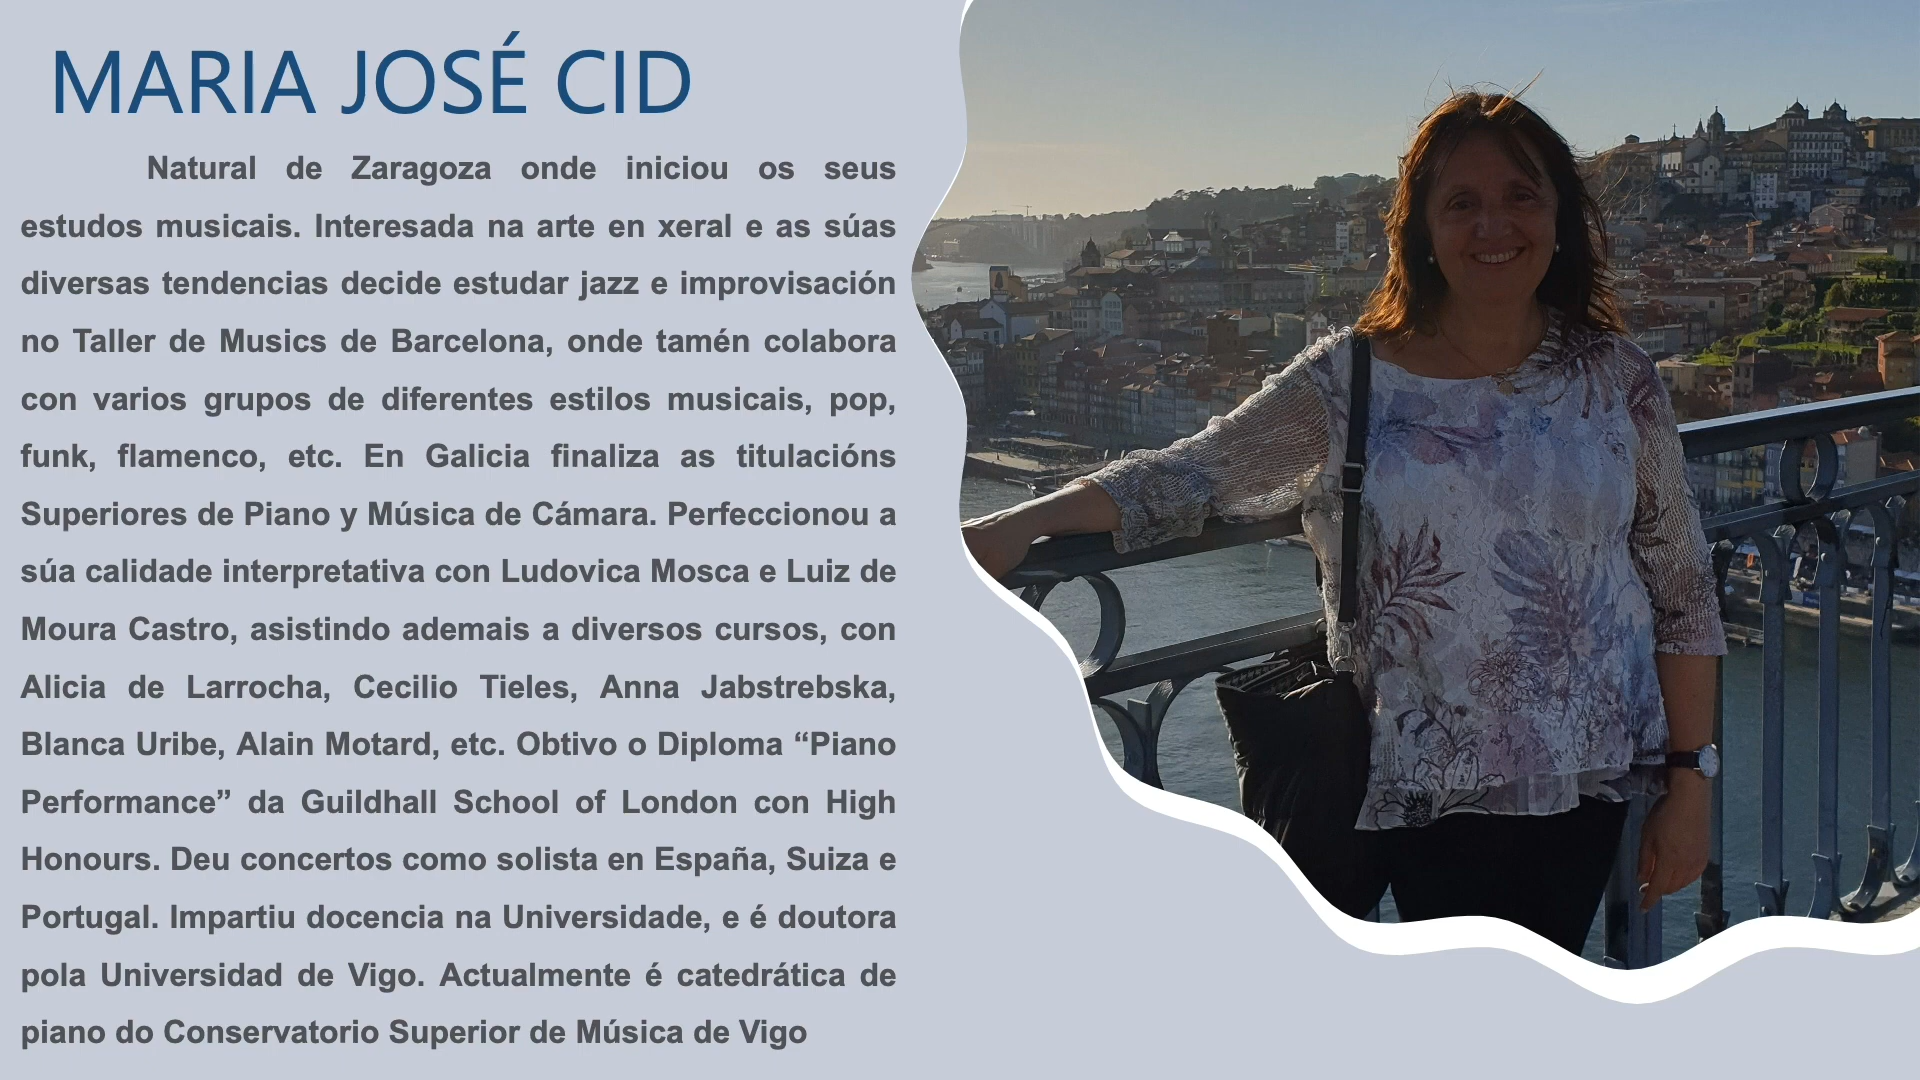 MARIA JOSÉ CID
Natural de Zaragoza onde iniciou os seus
estudos musicais. Interesada na arte en xeral e as súas
diversas tendencias decide estudar jazz e improvisación
no Taller de Musics de Barcelona, onde tamén colabora
con varios grupos de diferentes estilos musicais, pop,
funk, flamenco, etc. En Galicia finaliza as titulacións
Superiores de Piano y Música de Cámara. Perfeccionou a
súa calidade interpretativa con Ludovica Mosca e Luiz de
Moura Castro, asistindo ademais a diversos cursos, con
Alicia de Larrocha, Cecilio Tieles, Anna Jabstrebska,
Blanca Uribe, Alain Motard, etc. Obtivo o Diploma “Piano
Performance” da Guildhall School of London con High
Honours. Deu concertos como solista en España, Suiza e
Portugal. Impartiu docencia na Universidade, e é doutora
pola Universidad de Vigo. Actualmente é catedrática de
piano do Conservatorio Superior de Música de Vigo